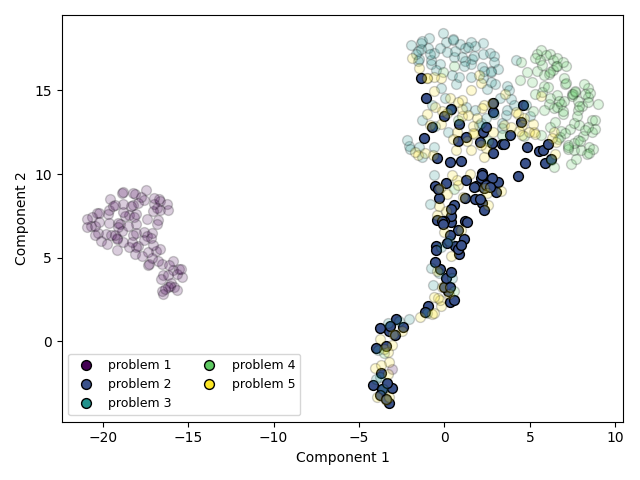 Component 2
15
10
5
0
problem 1
problem 2
problem 3
problem 4
problem 5
−20
−15
−10
−5
0
5
10
Component 1